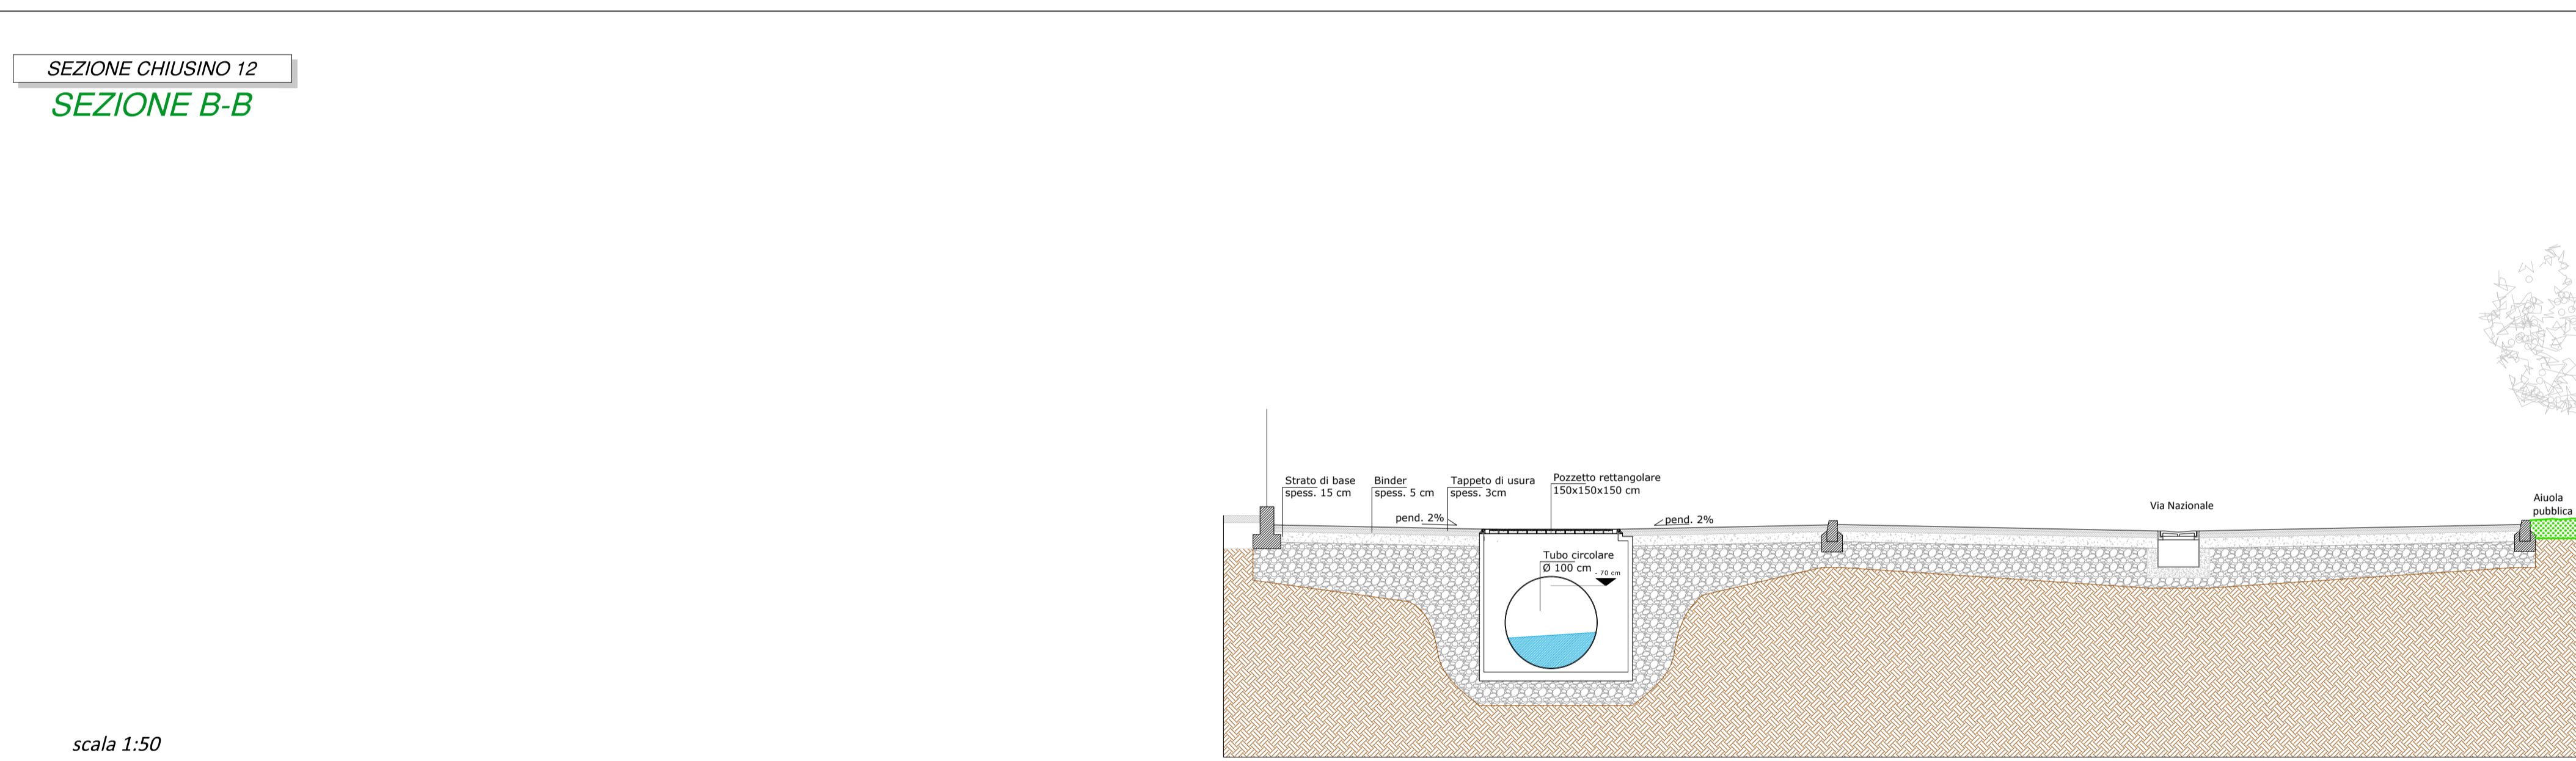 SEZIONE CHIUSINO 12
SEZIONE B-B
Strato di base
spess. 15 cm
Binder
spess. 5 cm
Tappeto di usura
spess. 3cm
Pozzetto rettangolare
150x150x150 cm
pend. 2%
pend. 2%
Tubo circolare
Ø 100 cm
- 70 cm
Via Nazionale
Aiuola
pubblica
scala 1:50